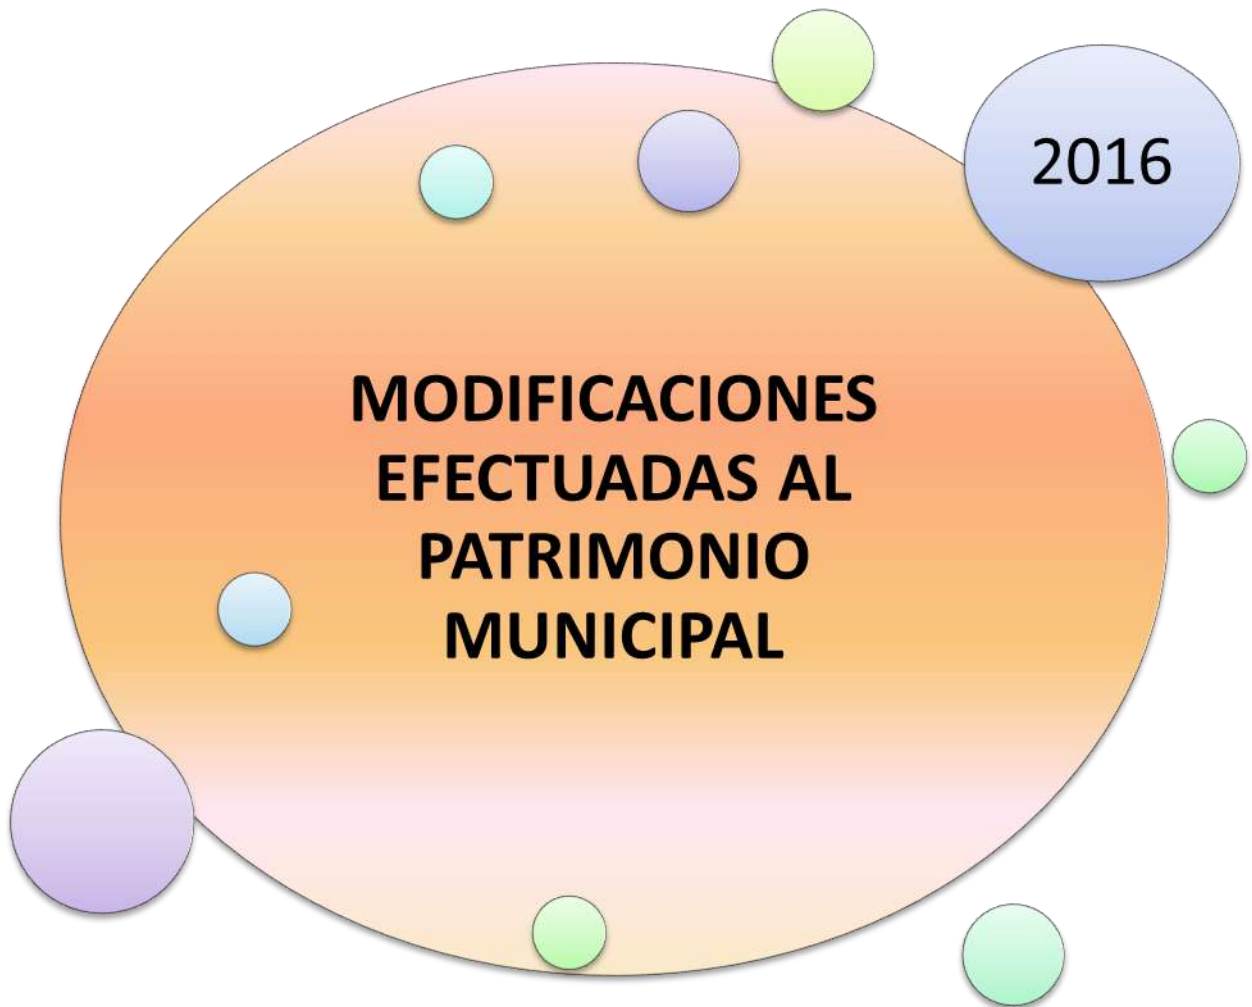 2016
MODIFICACIONES
EFECTUADAS AL
PATRIMONIO
MUNICIPAL